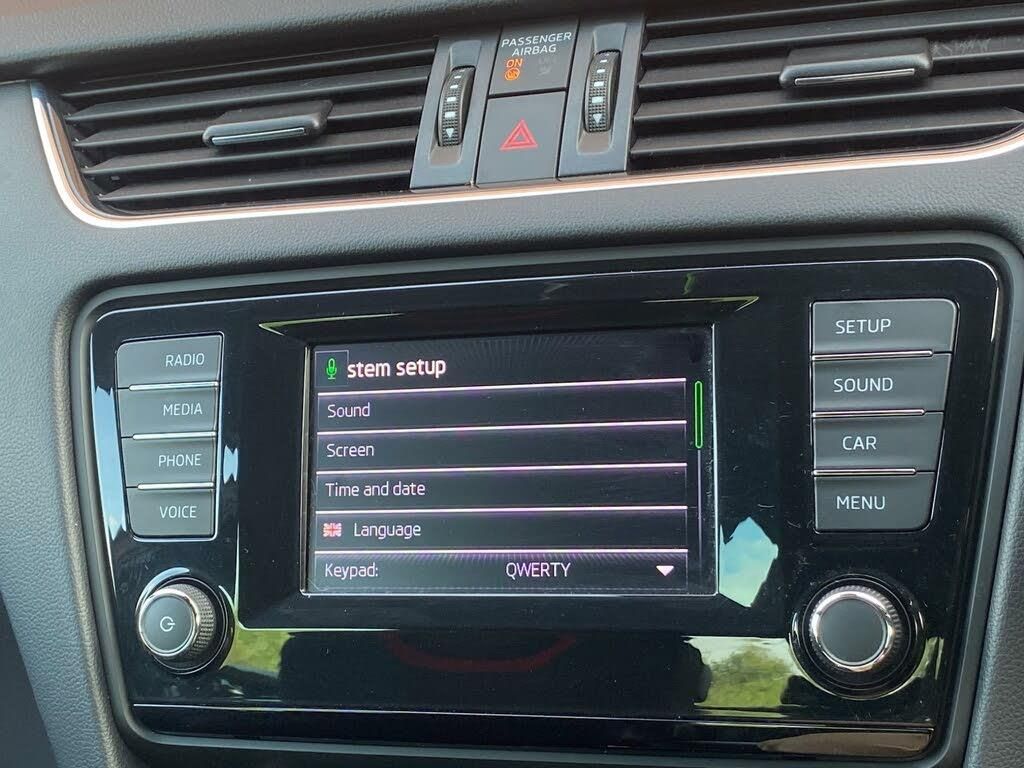 PASSENGER
AIRBAG
ON
RADIO
MEDIA
PHONE
VOICE
stem setup
Sound
Screen
Time and date
Language
Keypad: QWERTY
SETUP
SOUND
CAR
MENU